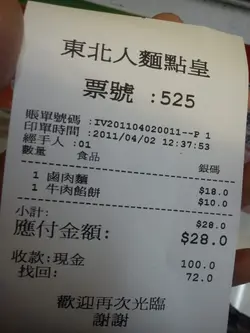 東北人麵點皇
票號 :525
賬單號碼 :IV201104020011--P 1
印單時間 :2011/04/02 12:37:53
經手人 :01
數量 食品 銀碼
1 鹵肉麵 $18.0
1 牛肉餡餅 $10.0
小計: $28.0
應付金額: $28.0
收款:現金 100.0
找回: 72.0
歡迎再次光臨
謝謝